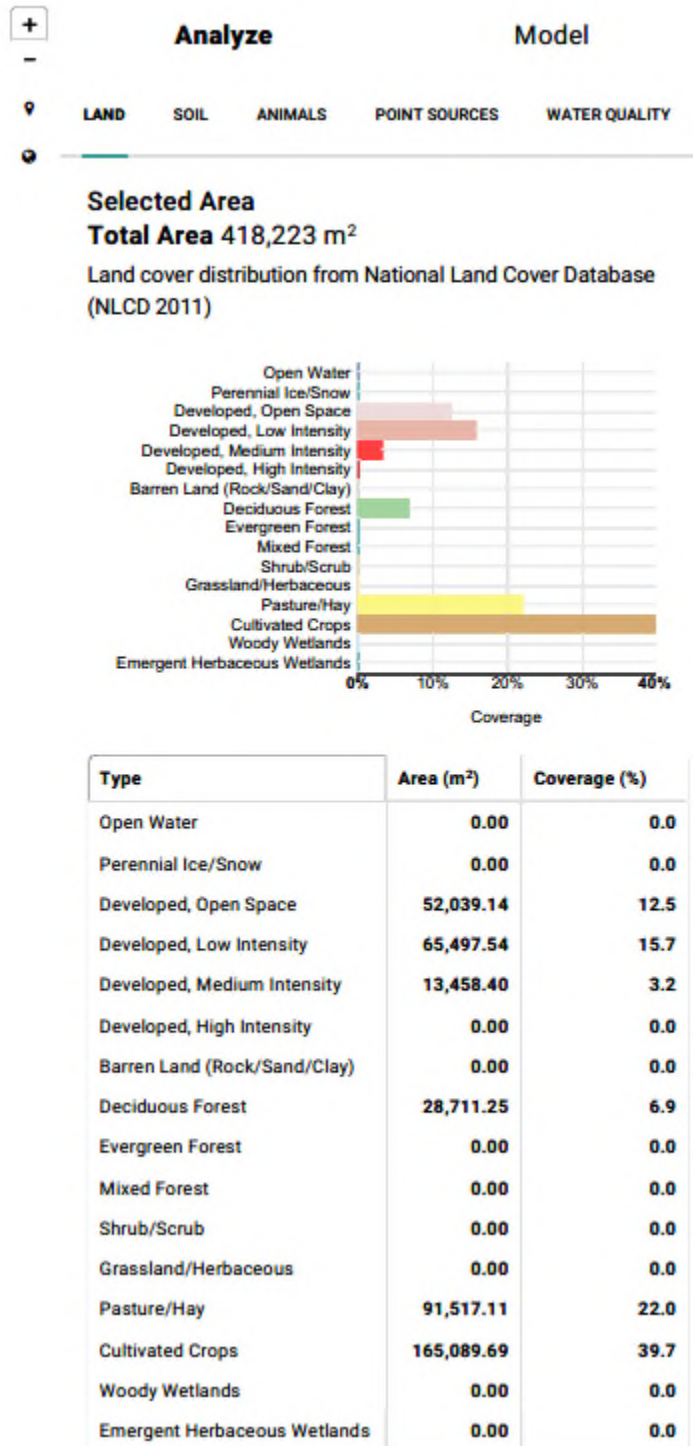 +
Analyze Model
−
LAND SOIL ANIMALS POINT SOURCES WATER QUALITY
Selected Area
Total Area 418,223 m²
Land cover distribution from National Land Cover Database
(NLCD 2011)
Open Water
Perennial Ice/Snow
Developed, Open Space
Developed, Low Intensity
Developed, Medium Intensity
Developed, High Intensity
Barren Land (Rock/Sand/Clay)
Deciduous Forest
Evergreen Forest
Mixed Forest
Shrub/Scrub
Grassland/Herbaceous
Pasture/Hay
Cultivated Crops
Woody Wetlands
Emergent Herbaceous Wetlands
0% 10% 20% 30% 40%
Coverage
Type Area (m²) Coverage (%)
Open Water 0.00 0.0
Perennial Ice/Snow 0.00 0.0
Developed, Open Space 52,039.14 12.5
Developed, Low Intensity 65,497.54 15.7
Developed, Medium Intensity 13,458.40 3.2
Developed, High Intensity 0.00 0.0
Barren Land (Rock/Sand/Clay) 0.00 0.0
Deciduous Forest 28,711.25 6.9
Evergreen Forest 0.00 0.0
Mixed Forest 0.00 0.0
Shrub/Scrub 0.00 0.0
Grassland/Herbaceous 0.00 0.0
Pasture/Hay 91,517.11 22.0
Cultivated Crops 165,089.69 39.7
Woody Wetlands 0.00 0.0
Emergent Herbaceous Wetlands 0.00 0.0